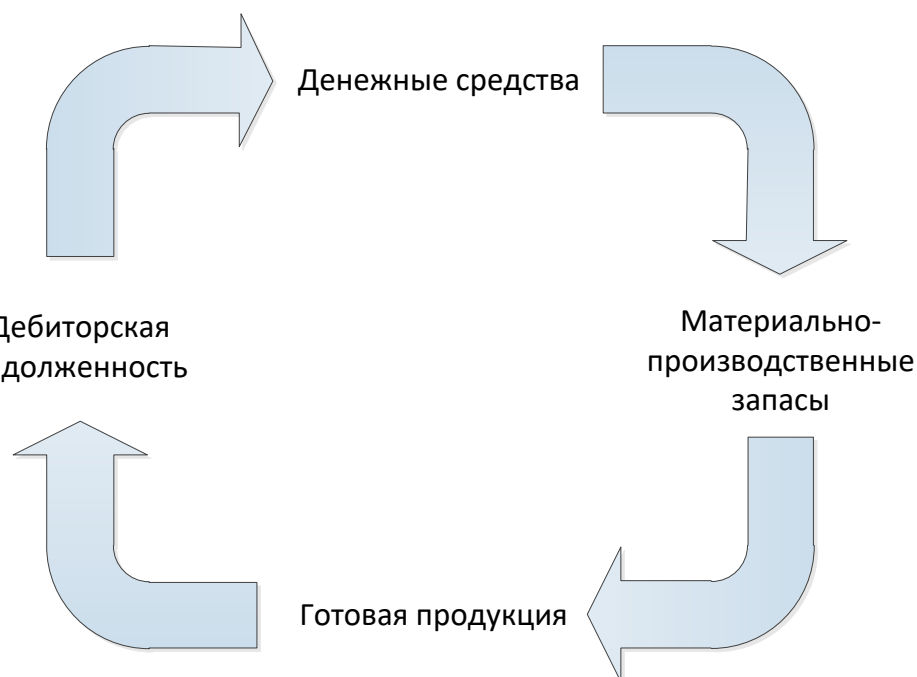 Денежные средства
Материально-
производственные
запасы
Готовая продукция
Дебиторская
долженность